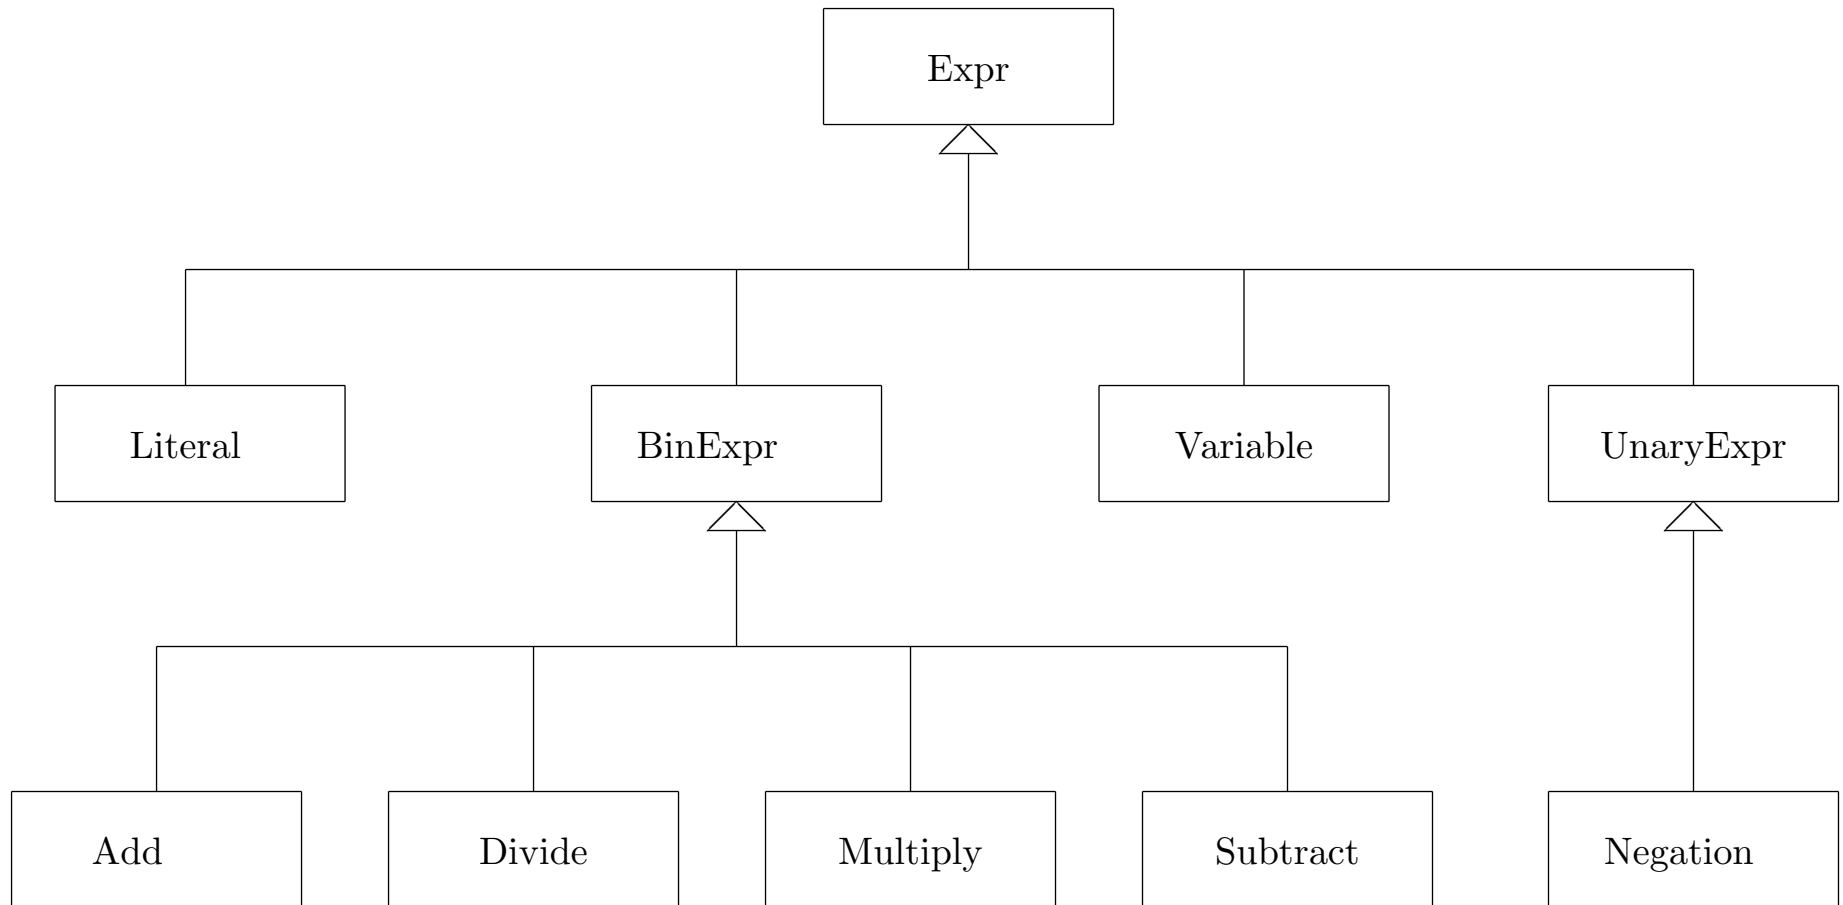 Expr
Literal
BinExpr
Variable
UnaryExpr
Add
Divide
Multiply
Subtract
Negation